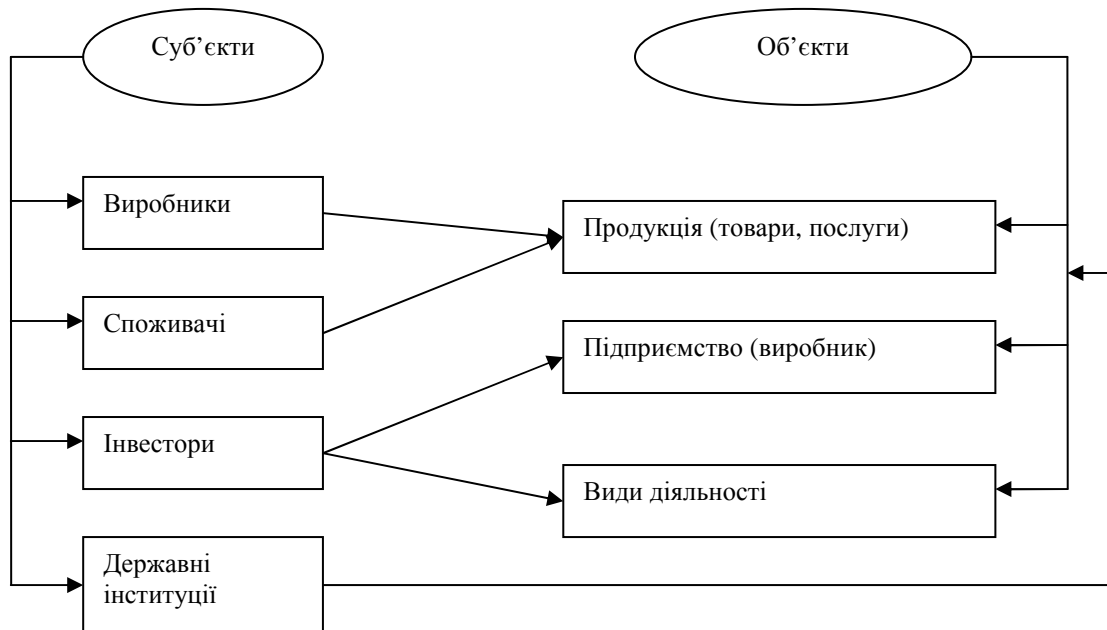 Суб’єкти
Об’єкти
Виробники
Продукція (товари, послуги)
Споживачі
Підприємство (виробник)
Інвестори
Види діяльності
Державні
інституції